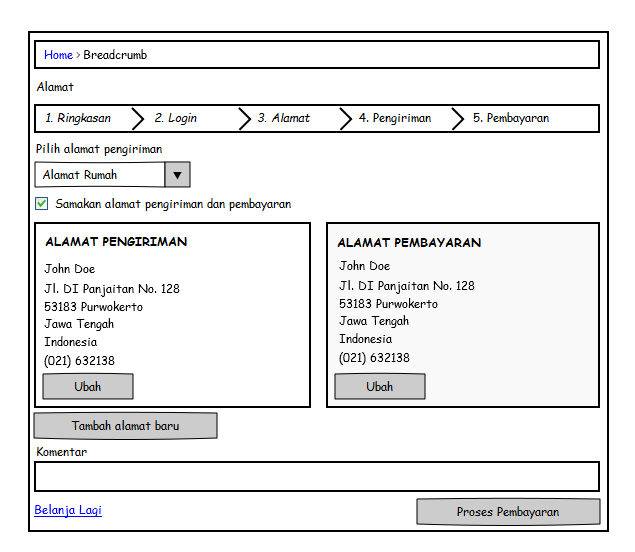 Home > Breadcrumb
Alamat
1. Ringkasan 2. Login 3. Alamat 4. Pengiriman 5. Pembayaran
Pilih alamat pengiriman
Alamat Rumah
Samakan alamat pengiriman dan pembayaran
ALAMAT PENGIRIMAN
John Doe
Jl. DI Panjaitan No. 128
53183 Purwokerto
Jawa Tengah
Indonesia
(021) 632138
Ubah
ALAMAT PEMBAYARAN
John Doe
Jl. DI Panjaitan No. 128
53183 Purwokerto
Jawa Tengah
Indonesia
(021) 632138
Ubah
Tambah alamat baru
Komentar
Belanja Lagi
Proses Pembayaran